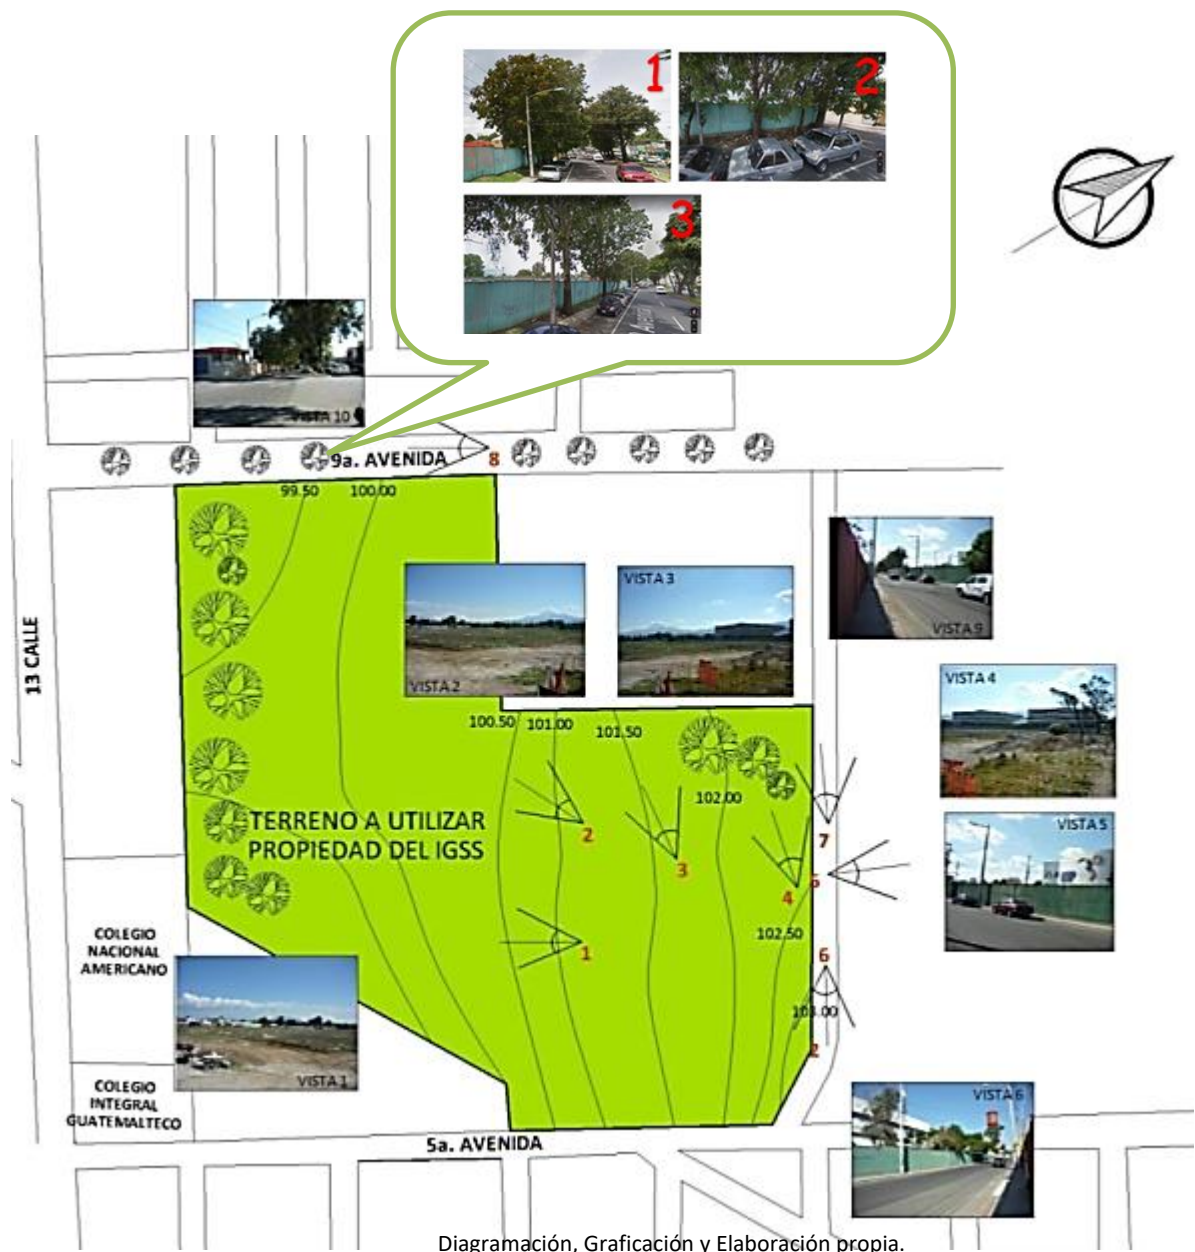 1
2
3
VISTA 10
9a. AVENIDA
8
99.50
100.00
VISTA 3
VISTA 2
VISTA 9
13 CALLE
VISTA 4
100.50
101.00
101.50
102.00
TERRENO A UTILIZAR
PROPIEDAD DEL IGSS
2
3
7
VISTA 5
4
5
102.50
COLEGIO
NACIONAL
AMERICANO
1
6
103.00
VISTA 1
COLEGIO
INTEGRAL
GUATEMALTECO
VISTA 6
5a. AVENIDA
Diagramación, Graficación y Elaboración propia.